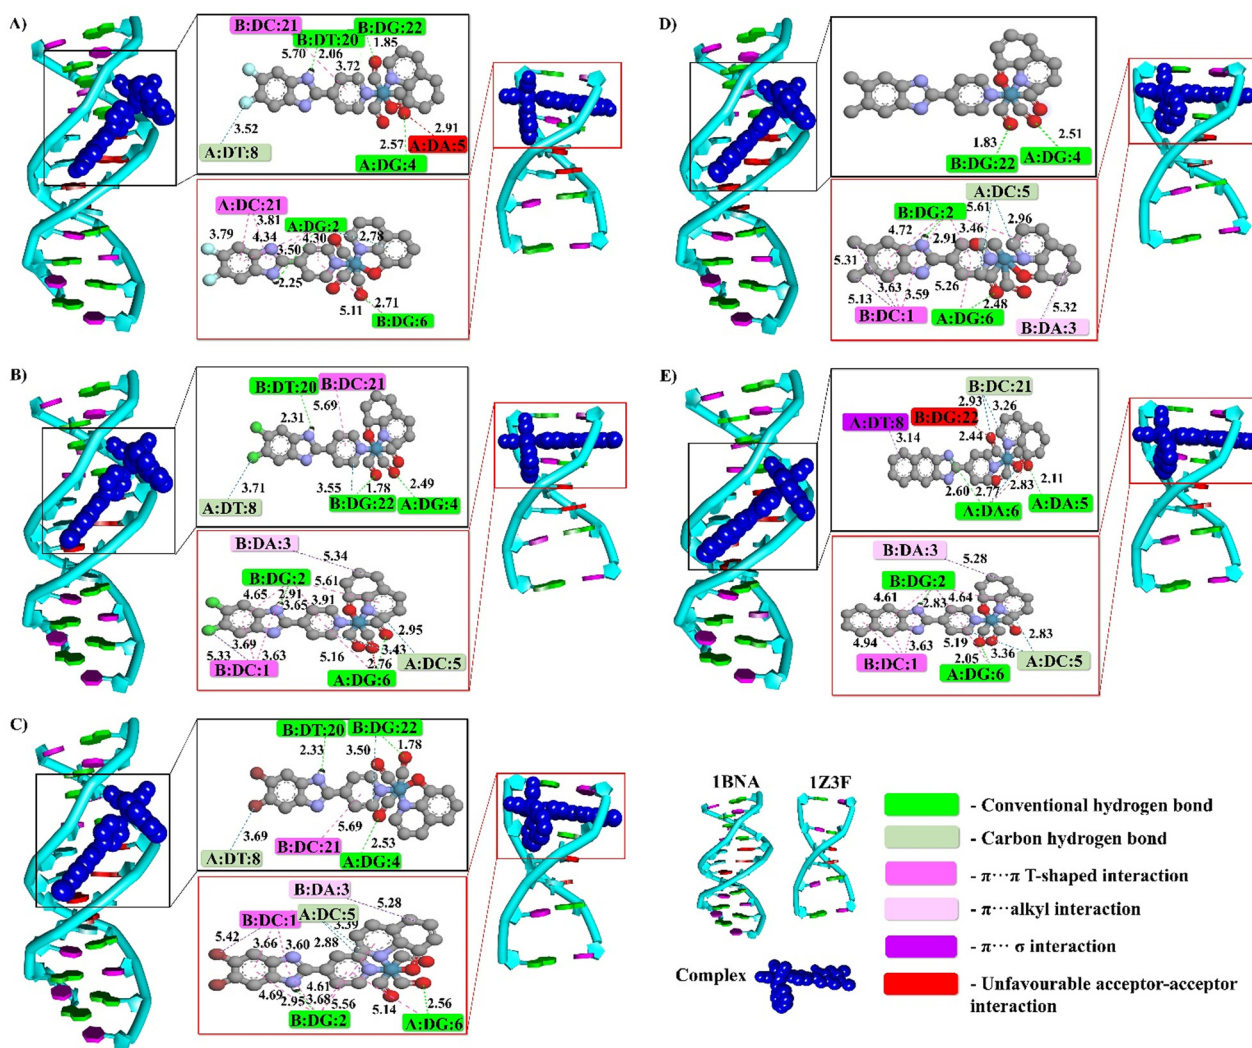 A)
B:DC:21
B:DG:22
B:DT:20
1.85
5.70
2.06
3.72
3.52
2.91
A:DT:8
2.57
A:DA:5
A:DG:4
A:DC:21
3.81
A:DG:2
3.79
4.34
4.30
2.78
3.50
2.25
2.71
5.11
B:DG:6
B)
B:DT:20
B:DC:21
5.69
2.31
3.71
3.55
1.78
2.49
A:DT:8
B:DG:22
A:DG:4
B:DA:3
5.34
B:DG:2
5.61
4.65
2.91
3.65
3.91
2.95
3.69
3.43
5.33
3.63
5.16
2.76
B:DC:1
A:DC:5
A:DG:6
C)
B:DT:20
B:DG:22
2.33
3.50
1.78
3.69
5.69
A:DT:8
B:DC:21
2.53
A:DG:4
B:DA:3
B:DC:1
A:DC:5
5.28
5.42
3.39
3.66
3.60
2.88
4.61
4.69
2.95
3.68
5.56
2.56
5.14
B:DG:2
A:DG:6
D)
1.83
2.51
B:DG:22
A:DG:4
A:DC:5
5.61
B:DG:2
3.46
2.96
4.72
2.91
5.31
3.63
5.26
5.13
3.59
2.48
5.32
B:DC:1
A:DG:6
B:DA:3
E)
B:DC:21
2.93
3.26
A:DT:8
B:DG:22
3.14
2.44
2.60
2.77
2.83
2.11
A:DA:6
A:DA:5
B:DA:3
5.28
B:DG:2
4.61
2.83
4.64
4.94
3.63
5.19
3.36
2.83
B:DC:1
2.05
A:DC:5
A:DG:6
1BNA
1Z3F
Complex
- Conventional hydrogen bond
- Carbon hydrogen bond
- π···π T-shaped interaction
- π···alkyl interaction
- π··· σ interaction
- Unfavourable acceptor-acceptor
interaction